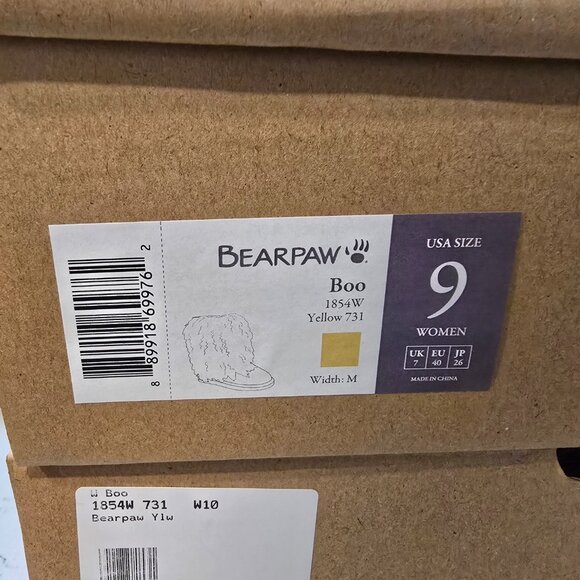 BEARPAW
Boo
1854W
Yellow 731
Width: M
USA SIZE
9
WOMEN
UK EU JP
7 40 26
MADE IN CHINA
8 89918 69976 2
W Boo
1854W 731 W10
Bearpaw Ylw